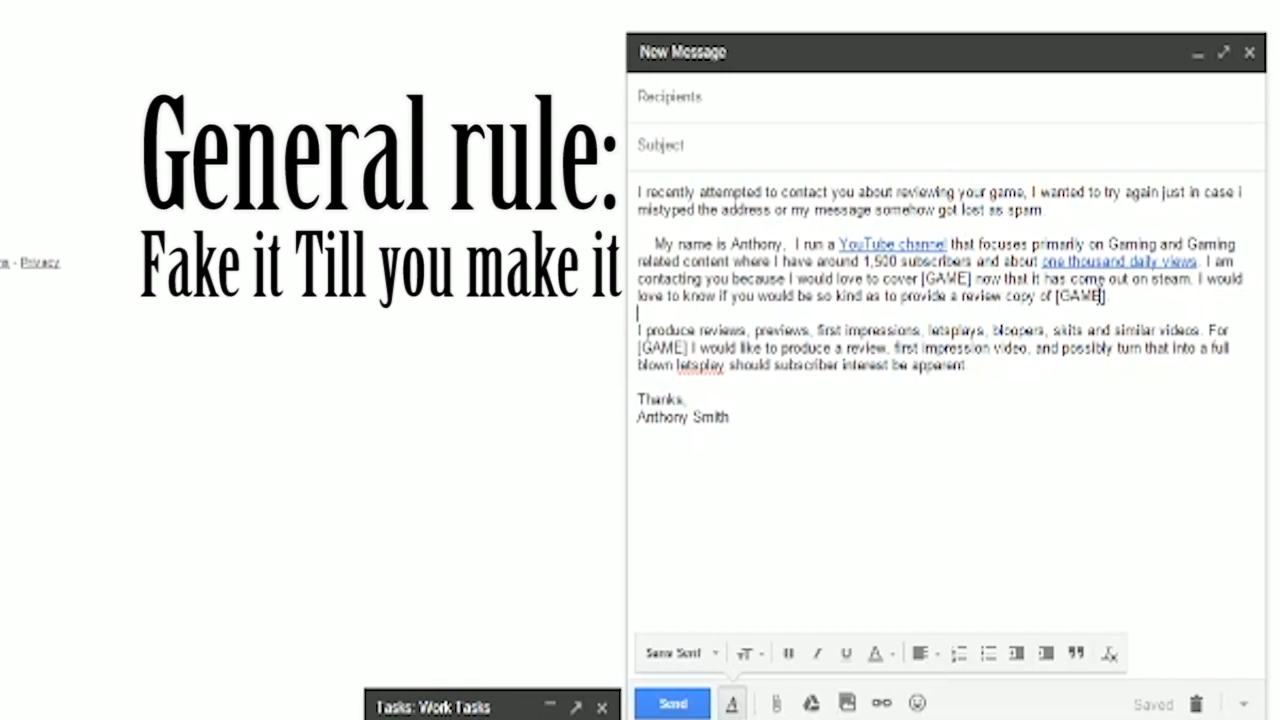 General rule:
Fake it Till you make it
Privacy
New Message
Recipients
Subject
I recently attempted to contact you about reviewing your game, I wanted to try again just in case i
mistyped the address or my message somehow got lost as spam.
My name is Anthony, I run a YouTube channel that focuses primarily on Gaming and Gaming
related content where I have around 1,500 subscribers and about one thousand daily views. I am
contacting you because I would love to cover [GAME] now that it has come out on steam. I would
love to know if you would be so kind as to provide a review copy of [GAME].
I produce reviews, previews, first impressions, letsplays, bloopers, skits and similar videos. For
[GAME] I would like to produce a review, first impression video, and possibly turn that into a full
blown letsplay should subscriber interest be apparent.
Thanks,
Anthony Smith
Sans Serif
Send
Saved
Tasks: Work Tasks